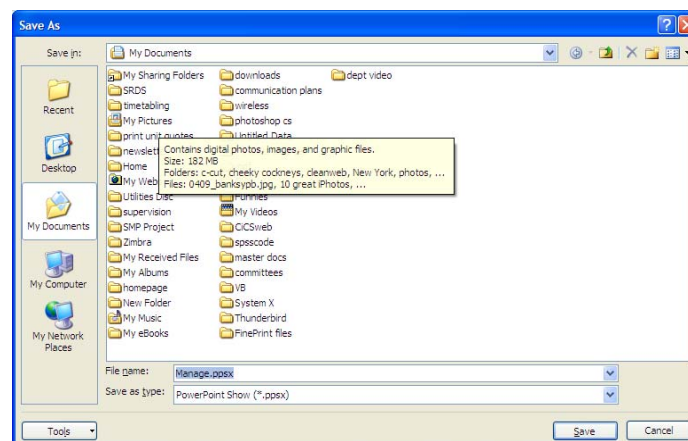 Save As
Save in:
My Documents
Recent
Desktop
My Documents
My Computer
My Network
Places
My Sharing Folders
SRDS
timetabling
My Pictures
print unit quotes
newslett
Home
My Web
Utilities Disc
supervision
SMP Project
Zimbra
My Received Files
My Albums
homepage
New Folder
My Music
My eBooks
downloads
communication plans
wireless
photoshop cs
Untitled Data
Contains digital photos, images, and graphic files.
Size: 182 MB
Folders: c-cut, cheeky cockneys, cleanweb, New York, photos, ...
Files: 0409_banksypb.jpg, 10 great iPhotos, ...
Funnies
My Videos
CiCSweb
spsscode
master docs
committees
VB
System X
Thunderbird
FinePrint files
dept video
File name:
Manage.ppsx
Save as type:
PowerPoint Show (*.ppsx)
Tools
Save
Cancel